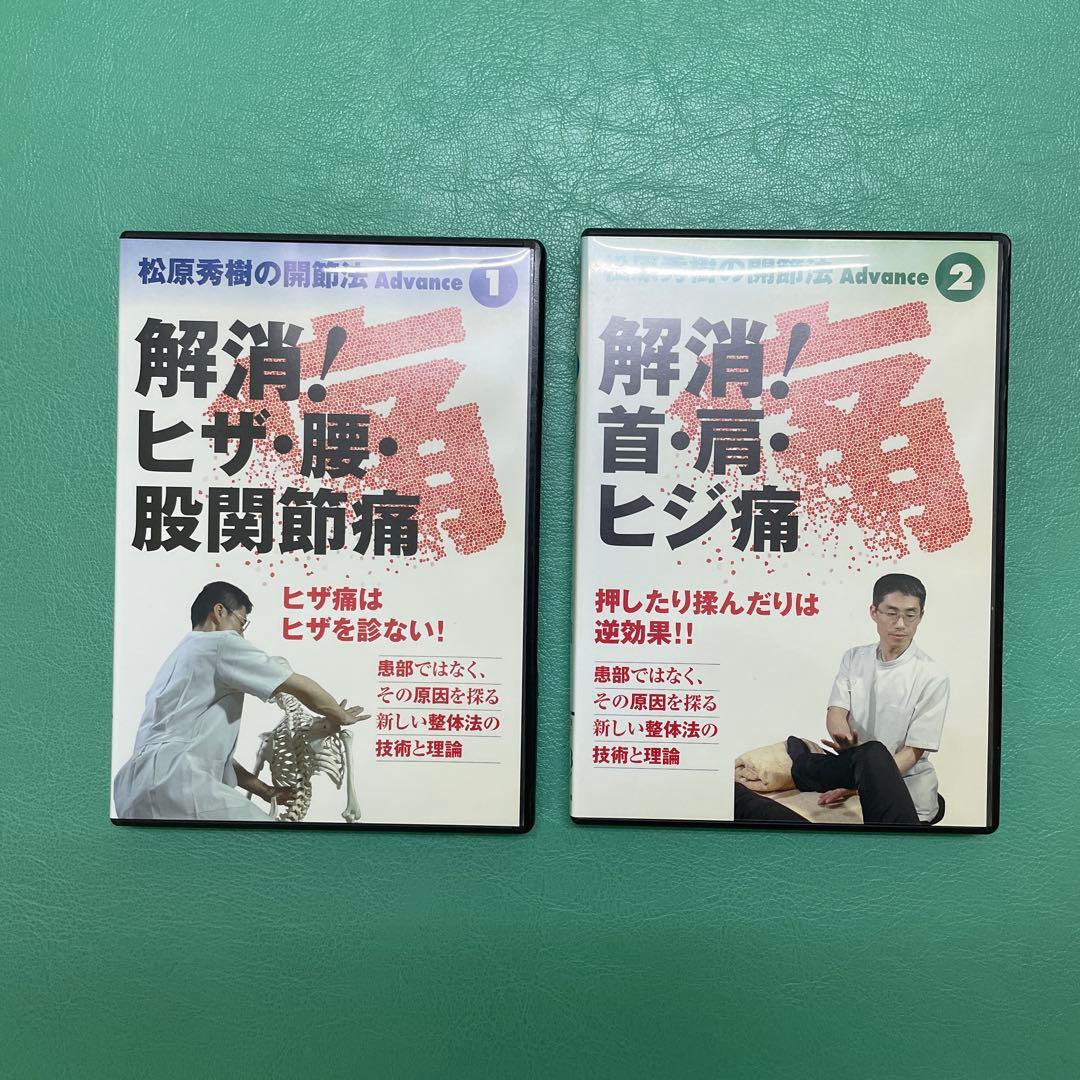 松原秀樹の開節法 Advance 1
痛
解消!
ヒザ・腰・
股関節痛
ヒザ痛は
ヒザを診ない!
患部ではなく、
その原因を探る
新しい整体法の
技術と理論
松原秀樹の開節法 Advance 2
痛
解消!
首・肩・
ヒジ痛
押したり揉んだりは
逆効果!!
患部ではなく、
その原因を探る
新しい整体法の
技術と理論